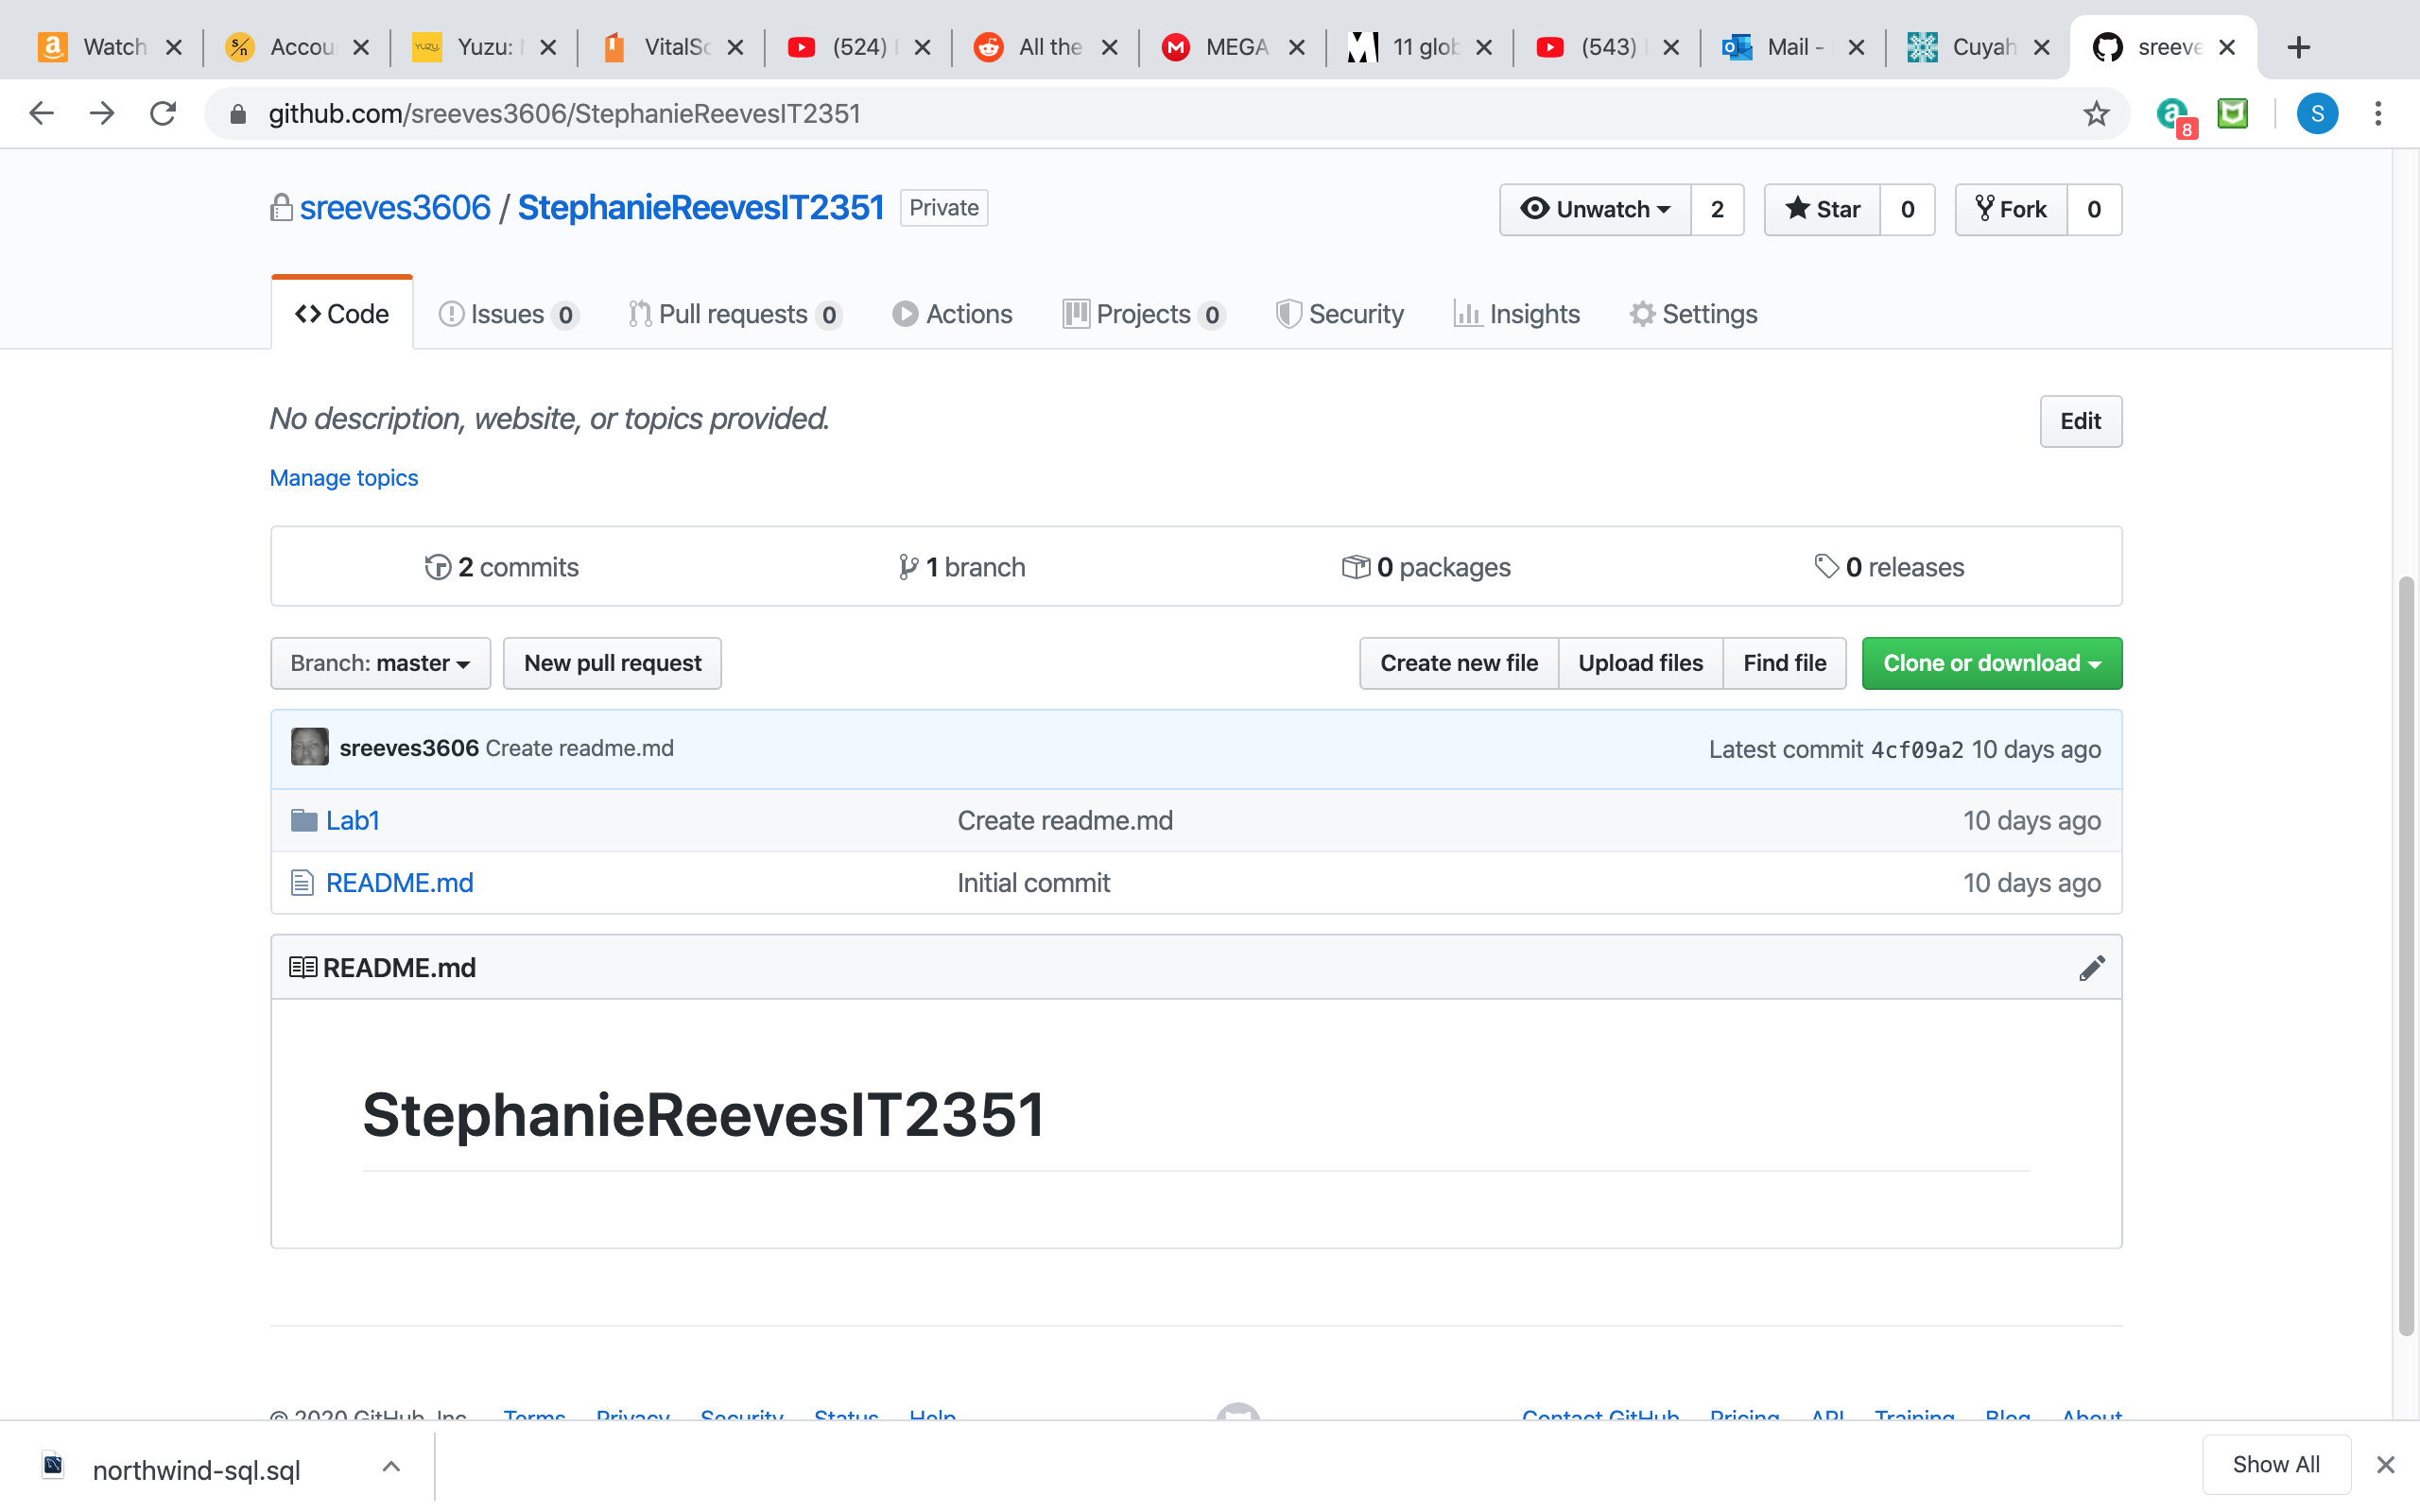 Watch Accou Yuzu: VitalSo (524) All the MEGA 11 glob (543) Mail - Cuyah sreeve
github.com/sreeves3606/StephanieReevesIT2351 8 S
sreeves3606 / StephanieReevesIT2351 Private Unwatch 2 Star 0 Fork 0
Code Issues 0 Pull requests 0 Actions Projects 0 Security Insights Settings
No description, website, or topics provided. Edit
Manage topics
2 commits 1 branch 0 packages 0 releases
Branch: master New pull request Create new file Upload files Find file Clone or download
sreeves3606 Create readme.md Latest commit 4cf09a2 10 days ago
Lab1 Create readme.md 10 days ago
README.md Initial commit 10 days ago
README.md
StephanieReevesIT2351
© 2020 GitHub, Inc. Terms Privacy Security Status Help Contact GitHub Pricing API Training Blog About
northwind-sql.sql Show All